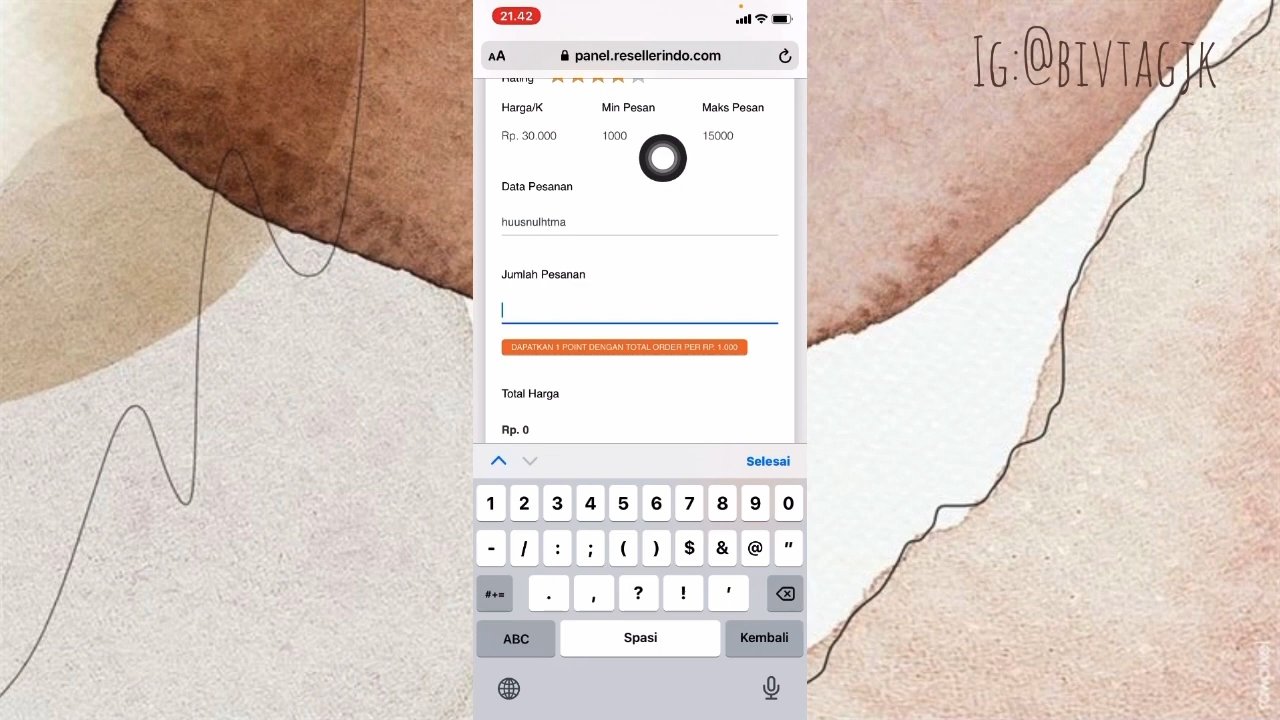 21.42
AA panel.resellerindo.com
Rating
Harga/K Min Pesan Maks Pesan
Rp. 30.000 1000 15000
Data Pesanan
huusnulhtma
Jumlah Pesanan
DAPATKAN 1 POINT DENGAN TOTAL ORDER PER RP. 1.000
Total Harga
Rp. 0
Selesai
1 2 3 4 5 6 7 8 9 0
- / : ; ( ) $ & @ "
#+= . , ? ! '
ABC Spasi Kembali
IG:@BIVTAGJK